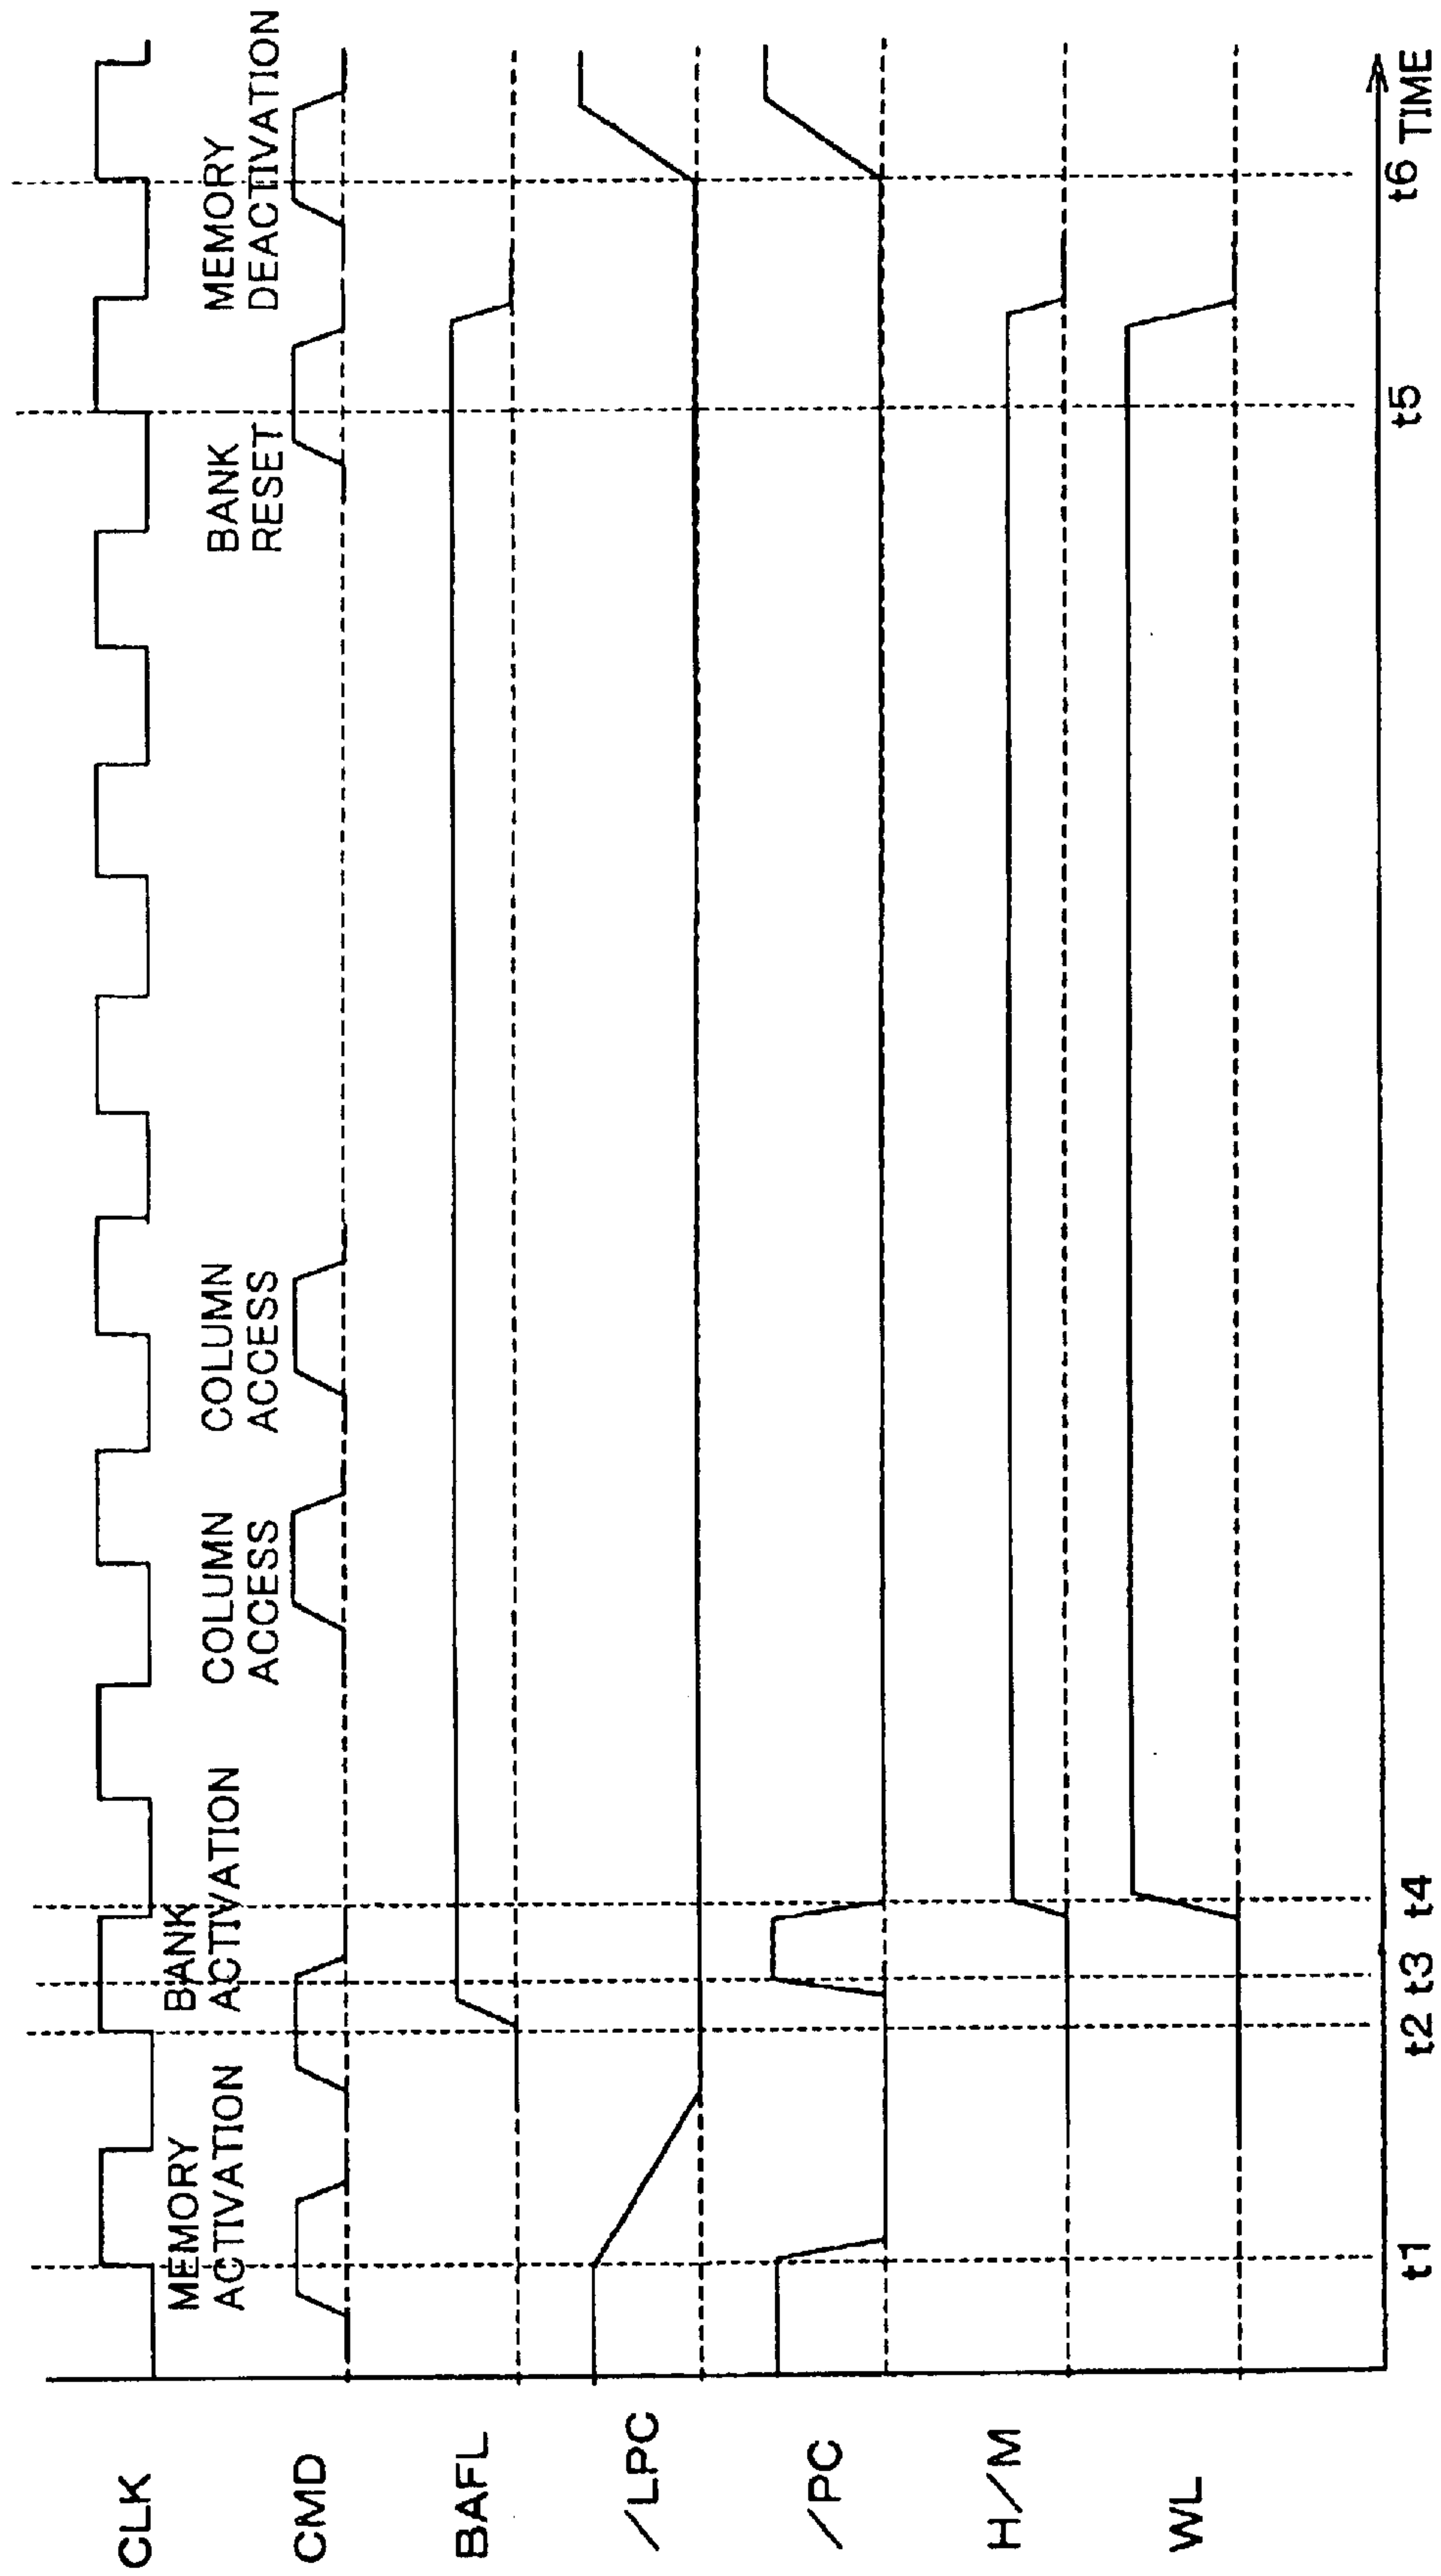 CLK
MEMORY
ACTIVATION
BANK
ACTIVATION
COLUMN
ACCESS
COLUMN
ACCESS
BANK
RESET
MEMORY
DEACTIVATION
CMD
BAFL
/LPC
/PC
H/M
WL
t1 t2 t3 t4 t5 t6 TIME